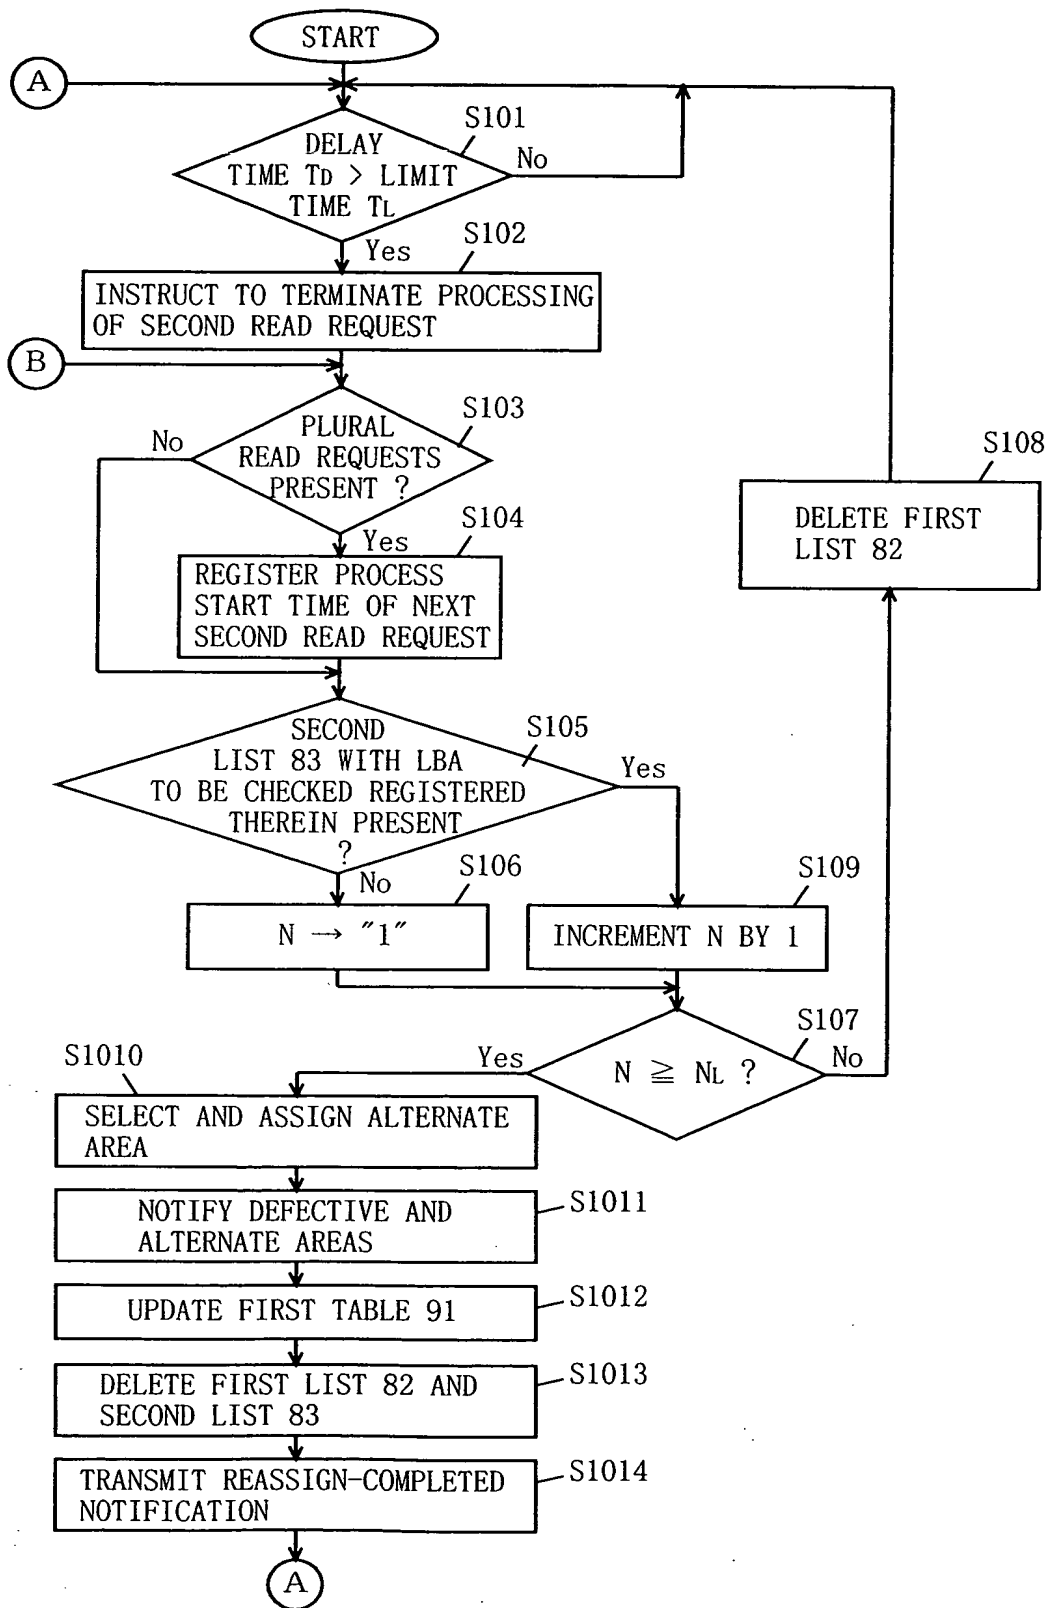 START
A
S101
DELAY
TIME TD > LIMIT
TIME TL
No
Yes
S102
INSTRUCT TO TERMINATE PROCESSING
OF SECOND READ REQUEST
B
S103
PLURAL
READ REQUESTS
PRESENT ?
No
Yes
S104
REGISTER PROCESS
START TIME OF NEXT
SECOND READ REQUEST
S108
DELETE FIRST
LIST 82
S105
SECOND
LIST 83 WITH LBA
TO BE CHECKED REGISTERED
THEREIN PRESENT
?
Yes
No
S106
N → "1"
S109
INCREMENT N BY 1
S107
N ≧ NL ?
Yes
No
S1010
SELECT AND ASSIGN ALTERNATE
AREA
S1011
NOTIFY DEFECTIVE AND
ALTERNATE AREAS
S1012
UPDATE FIRST TABLE 91
S1013
DELETE FIRST LIST 82 AND
SECOND LIST 83
S1014
TRANSMIT REASSIGN-COMPLETED
NOTIFICATION
A